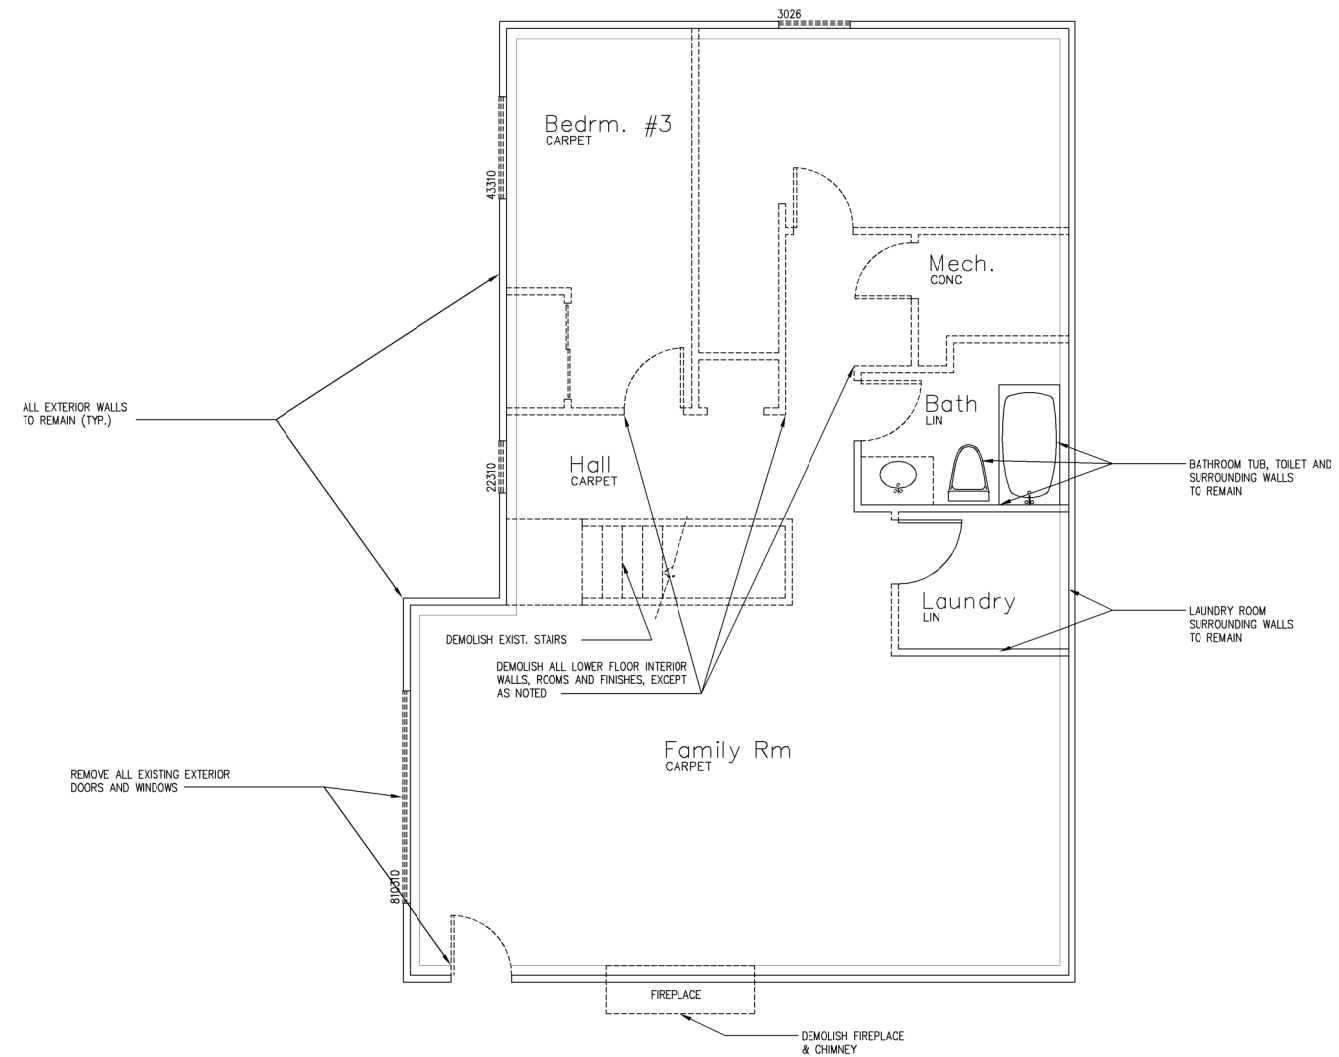 3026
Bedrm. #3
CARPET
43310
Mech.
CONC
ALL EXTERIOR WALLS
TO REMAIN (TYP.)
Bath
LIN
Hall
CARPET
22310
BATHROOM TUB, TOILET AND
SURROUNDING WALLS
TO REMAIN
Laundry
LIN
LAUNDRY ROOM
SURROUNDING WALLS
TO REMAIN
DEMOLISH EXIST. STAIRS
DEMOLISH ALL LOWER FLOOR INTERIOR
WALLS, ROOMS AND FINISHES, EXCEPT
AS NOTED
Family Rm
CARPET
REMOVE ALL EXISTING EXTERIOR
DOORS AND WINDOWS
810310
FIREPLACE
DEMOLISH FIREPLACE
& CHIMNEY